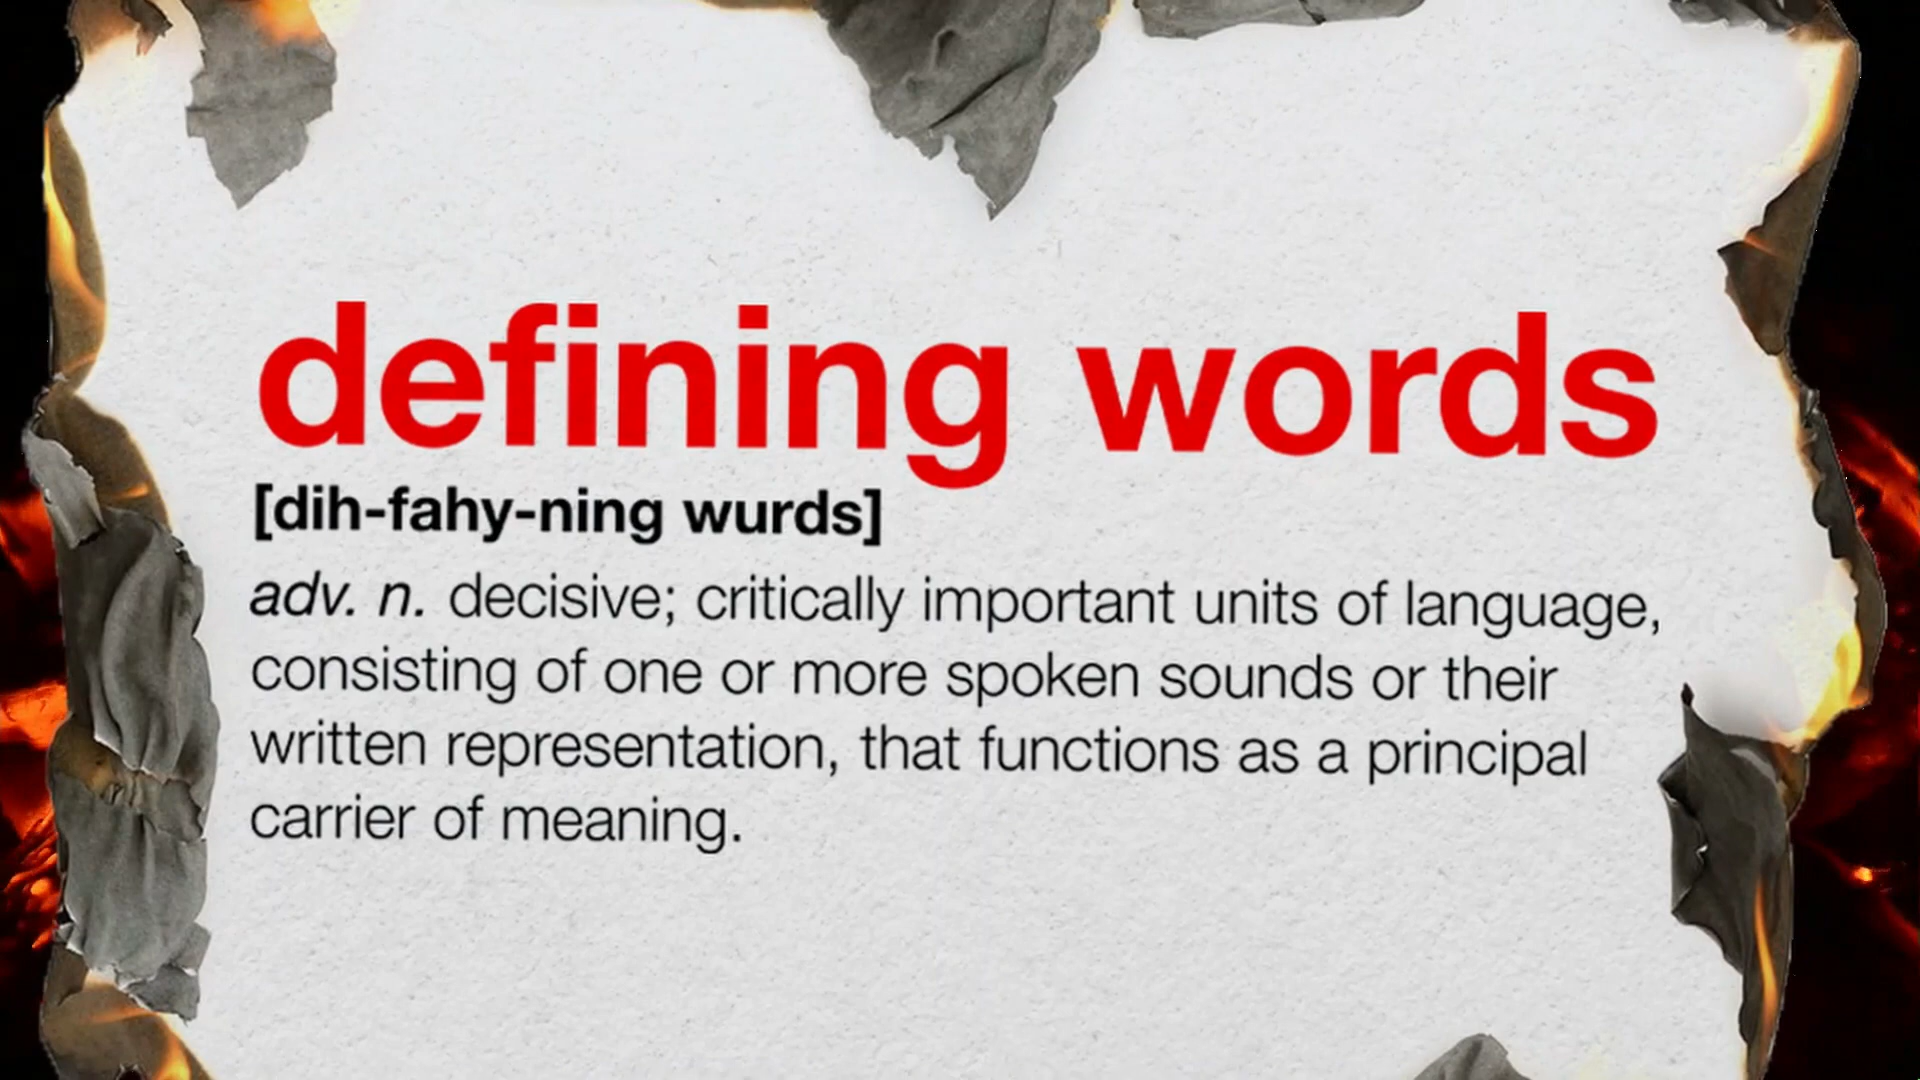 defining words
[dih-fahy-ning wurds]
adv. n. decisive; critically important units of language,
consisting of one or more spoken sounds or their
written representation, that functions as a principal
carrier of meaning.